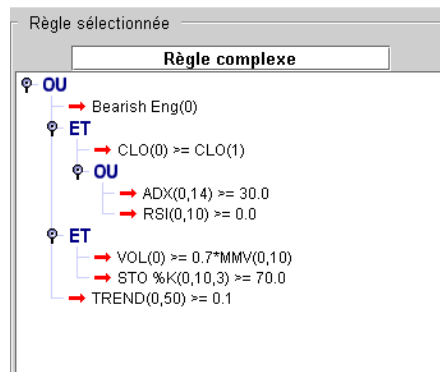 Règle sélectionnée
Règle complexe
OU
Bearish Eng(0)
ET
CLO(0) >= CLO(1)
OU
ADX(0,14) >= 30.0
RSI(0,10) >= 0.0
ET
VOL(0) >= 0.7*MMV(0,10)
STO %K(0,10,3) >= 70.0
TREND(0,50) >= 0.1